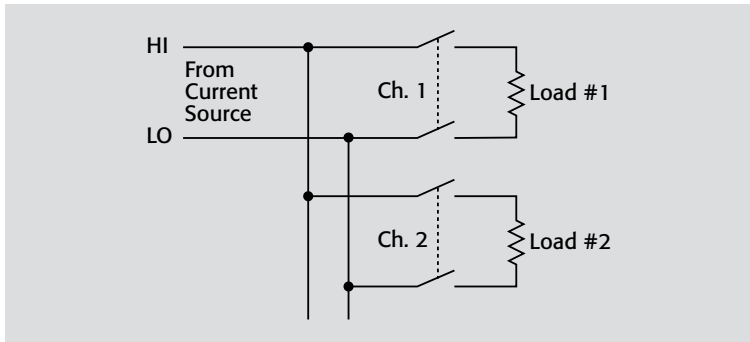 HI
From
Current
Source
LO
Ch. 1
Load #1
Ch. 2
Load #2